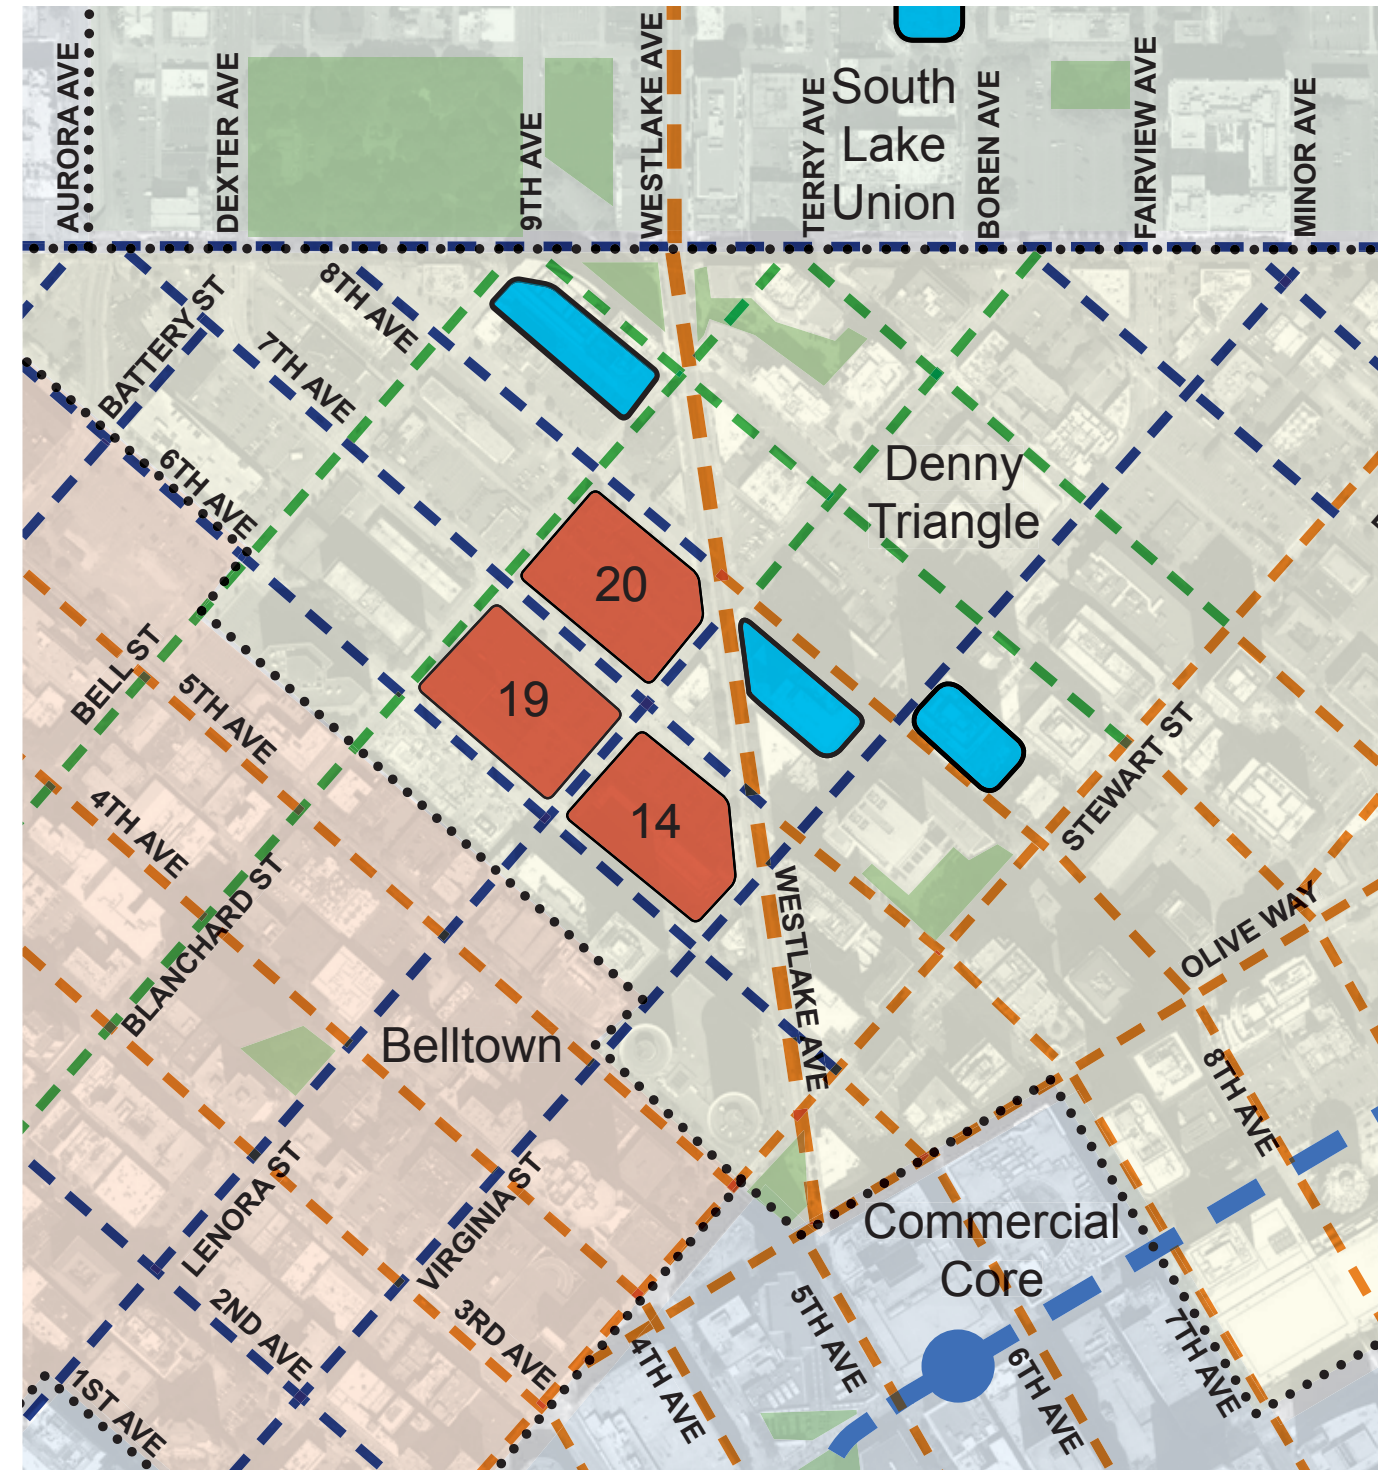 AURORA AVE
DEXTER AVE
9TH AVE
WESTLAKE AVE
TERRY AVE
South
Lake
Union
BOREN AVE
FAIRVIEW AVE
MINOR AVE
BATTERY ST
8TH AVE
7TH AVE
6TH AVE
Denny
Triangle
20
19
14
BELL ST
5TH AVE
4TH AVE
STEWART ST
BLANCHARD ST
WESTLAKE AVE
OLIVE WAY
Belltown
8TH AVE
LENORA ST
VIRGINIA ST
Commercial
Core
2ND AVE
3RD AVE
1ST AVE
4TH AVE
5TH AVE
6TH AVE
7TH AVE